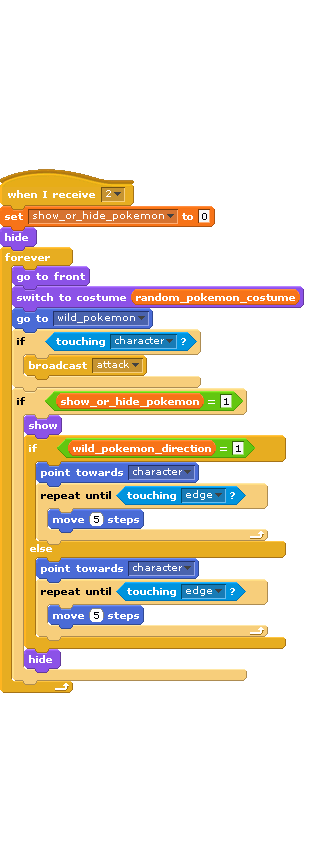 when I receive 2
set show_or_hide_pokemon to 0
hide
forever
go to front
switch to costume random_pokemon_costume
go to wild_pokemon
if touching character ?
broadcast attack
if show_or_hide_pokemon = 1
show
if wild_pokemon_direction = 1
point towards character
repeat until touching edge ?
move 5 steps
else
point towards character
repeat until touching edge ?
move 5 steps
hide